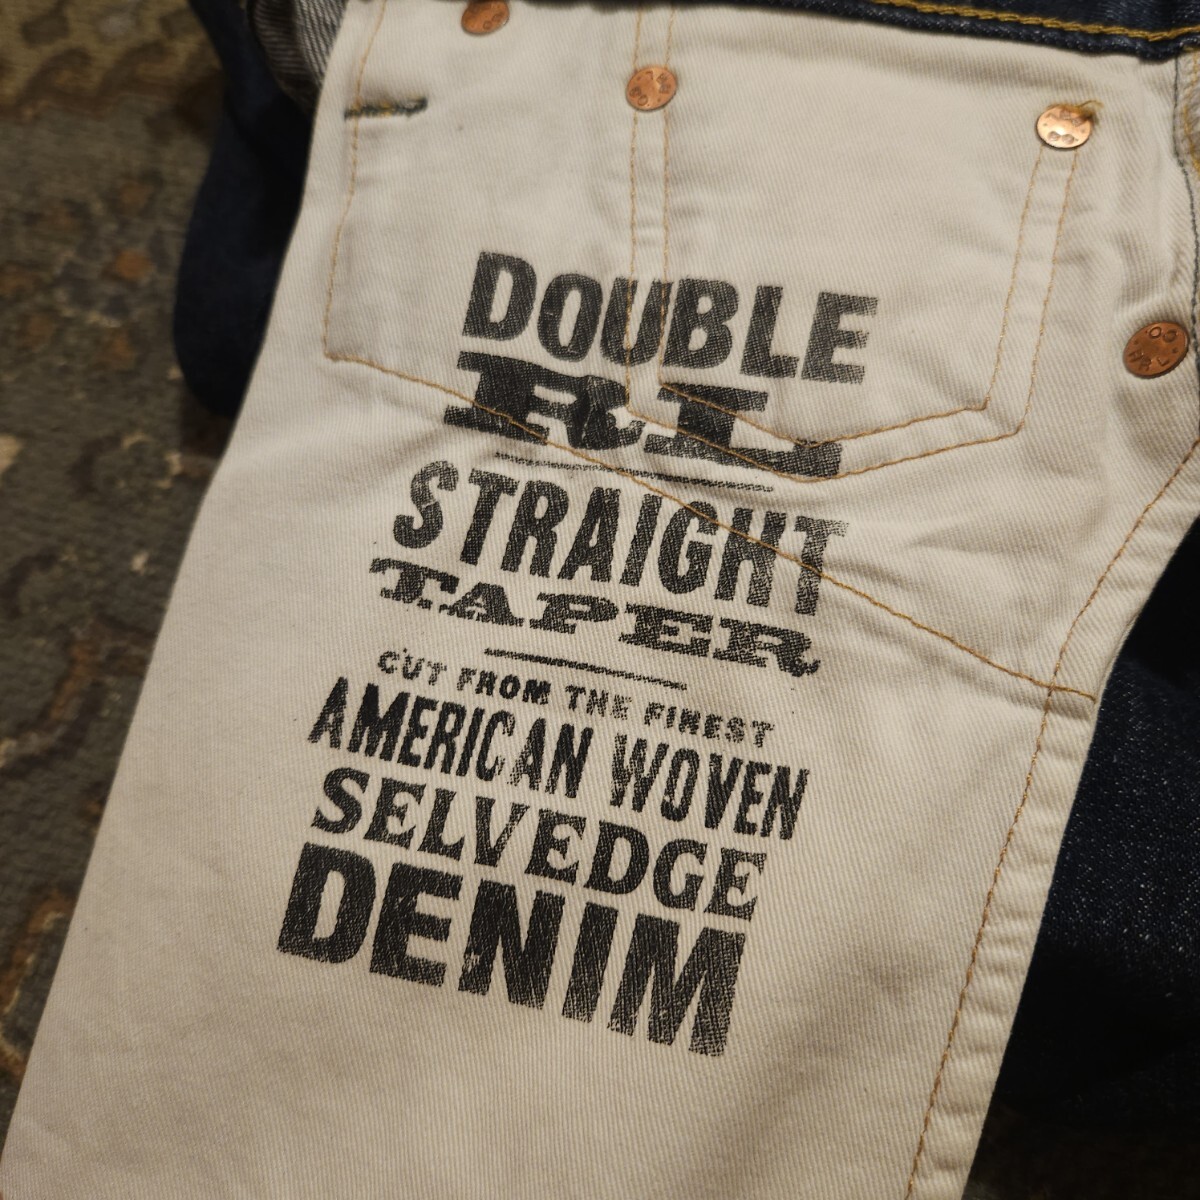 DOUBLE
RL
STRAIGHT
TAPER
CUT FROM THE FINEST
AMERICAN WOVEN
SELVEDGE
DENIM